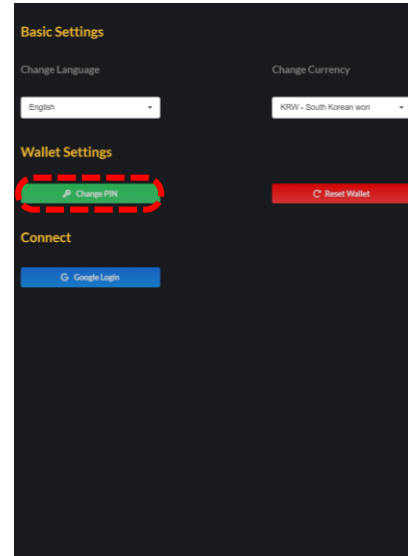 Basic Settings
Change Language
Change Currency
English
KRW - South Korean won
Wallet Settings
Change PIN
Reset Wallet
Connect
Google Login